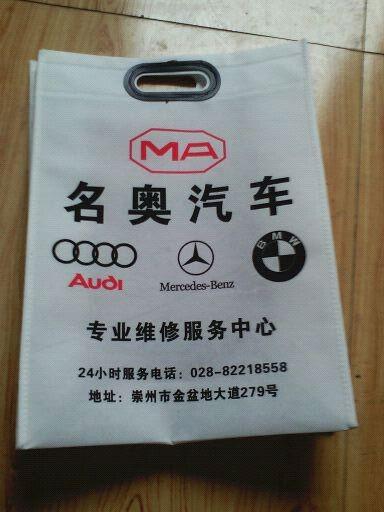 MA
名奥汽车
Audi
Mercedes-Benz
BMW
专业维修服务中心
24小时服务电话：028-82218558
地址：崇州市金盆地大道279号